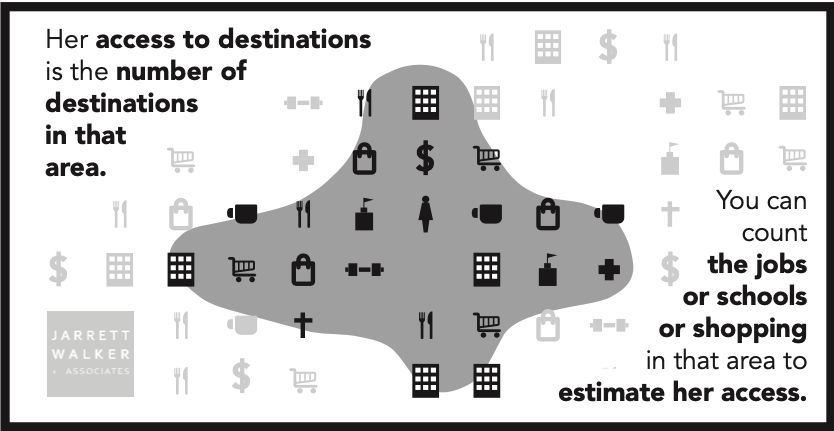 Her access to destinations
is the number of
destinations
in that
area.
You can
count
the jobs
or schools
or shopping
in that area to
estimate her access.
JARRETT
WALKER
+ ASSOCIATES